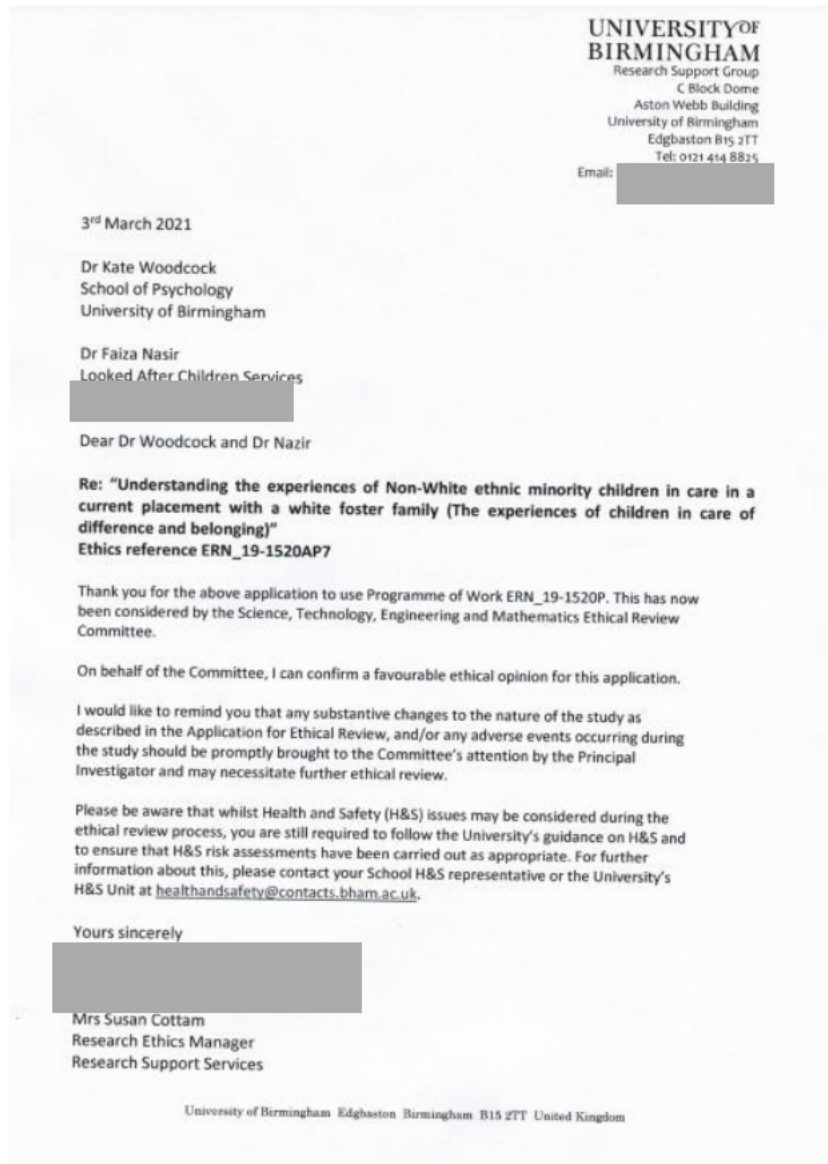 UNIVERSITYOF
BIRMINGHAM
Research Support Group
C Block Dome
Aston Webb Building
University of Birmingham
Edgbaston B15 2TT
Tel: 0121 414 8825
Email:
3rd March 2021
Dr Kate Woodcock
School of Psychology
University of Birmingham
Dr Faiza Nasir
Looked After Children Services
Dear Dr Woodcock and Dr Nazir
Re: “Understanding the experiences of Non-White ethnic minority children in care in a
current placement with a white foster family (The experiences of children in care of
difference and belonging)”
Ethics reference ERN_19-1520AP7
Thank you for the above application to use Programme of Work ERN_19-1520P. This has now
been considered by the Science, Technology, Engineering and Mathematics Ethical Review
Committee.
On behalf of the Committee, I can confirm a favourable ethical opinion for this application.
I would like to remind you that any substantive changes to the nature of the study as
described in the Application for Ethical Review, and/or any adverse events occurring during
the study should be promptly brought to the Committee’s attention by the Principal
Investigator and may necessitate further ethical review.
Please be aware that whilst Health and Safety (H&S) issues may be considered during the
ethical review process, you are still required to follow the University’s guidance on H&S and
to ensure that H&S risk assessments have been carried out as appropriate. For further
information about this, please contact your School H&S representative or the University’s
H&S Unit at healthandsafety@contacts.bham.ac.uk.
Yours sincerely
Mrs Susan Cottam
Research Ethics Manager
Research Support Services
University of Birmingham Edgbaston Birmingham B15 2TT United Kingdom